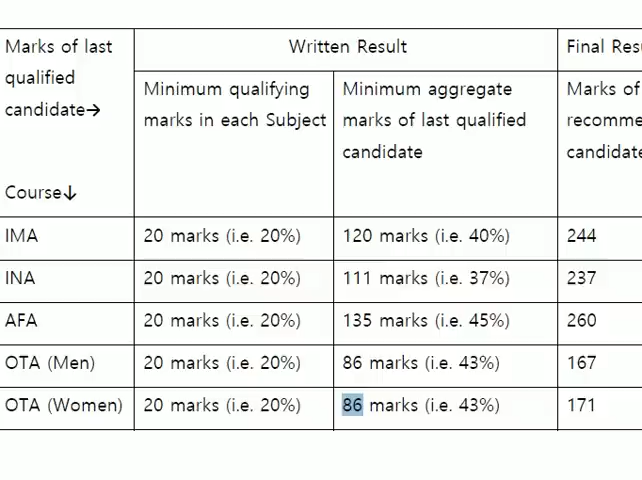 Marks of last qualified candidate→
Course↓
Written Result
Final Res
Minimum qualifying marks in each Subject
Minimum aggregate marks of last qualified candidate
Marks of recomme candidate
IMA 20 marks (i.e. 20%) 120 marks (i.e. 40%) 244
INA 20 marks (i.e. 20%) 111 marks (i.e. 37%) 237
AFA 20 marks (i.e. 20%) 135 marks (i.e. 45%) 260
OTA (Men) 20 marks (i.e. 20%) 86 marks (i.e. 43%) 167
OTA (Women) 20 marks (i.e. 20%) 86 marks (i.e. 43%) 171